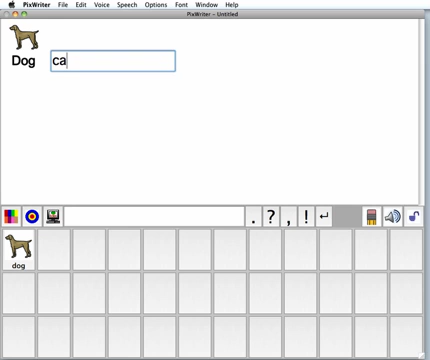 PixWriter File Edit Voice Speech Options Font Window Help
PixWriter – Untitled
Dog ca
. ? , !
dog